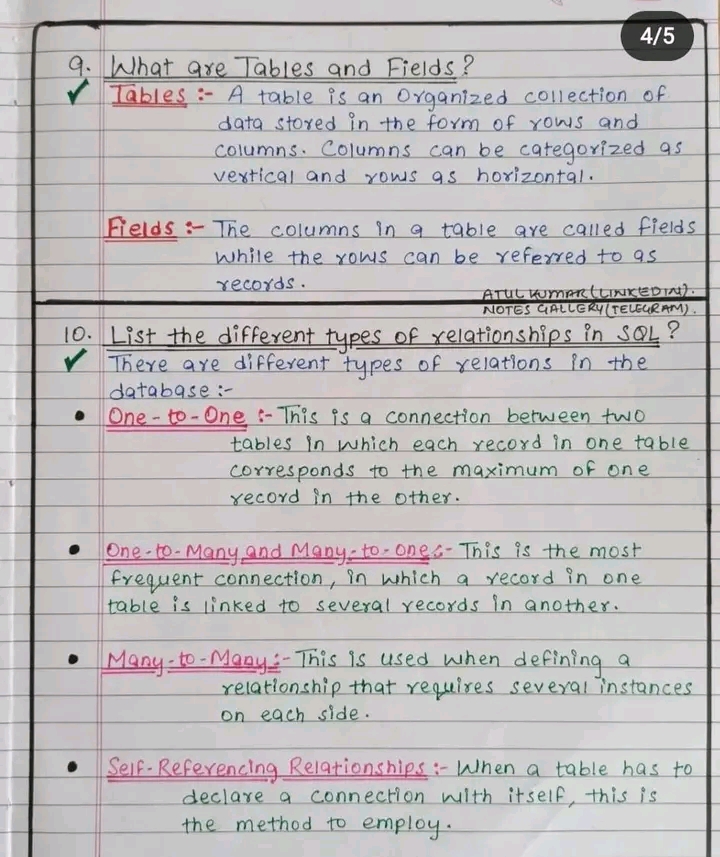 4/5
9. What are Tables and Fields?
Tables :- A table is an Organized collection of
data stored in the form of rows and
columns. Columns can be categorized as
vertical and rows as horizontal.
Fields :- The columns in a table are called fields
while the rows can be referred to as
records.
ATUL KUMAR (LINKEDIN).
NOTES GALLERY (TELEGRAM).
10. List the different types of relationships in SQL?
There are different types of relations in the
database :-
• One-to-One :- This is a connection between two
tables in which each record in one table
corresponds to the maximum of one
record in the other.
• One-to-Many and Many-to-One :- This is the most
frequent connection, in which a record in one
table is linked to several records in another.
• Many-to-Many :- This is used when defining a
relationship that requires several instances
on each side.
• Self-Referencing Relationships :- When a table has to
declare a connection with itself, this is
the method to employ.